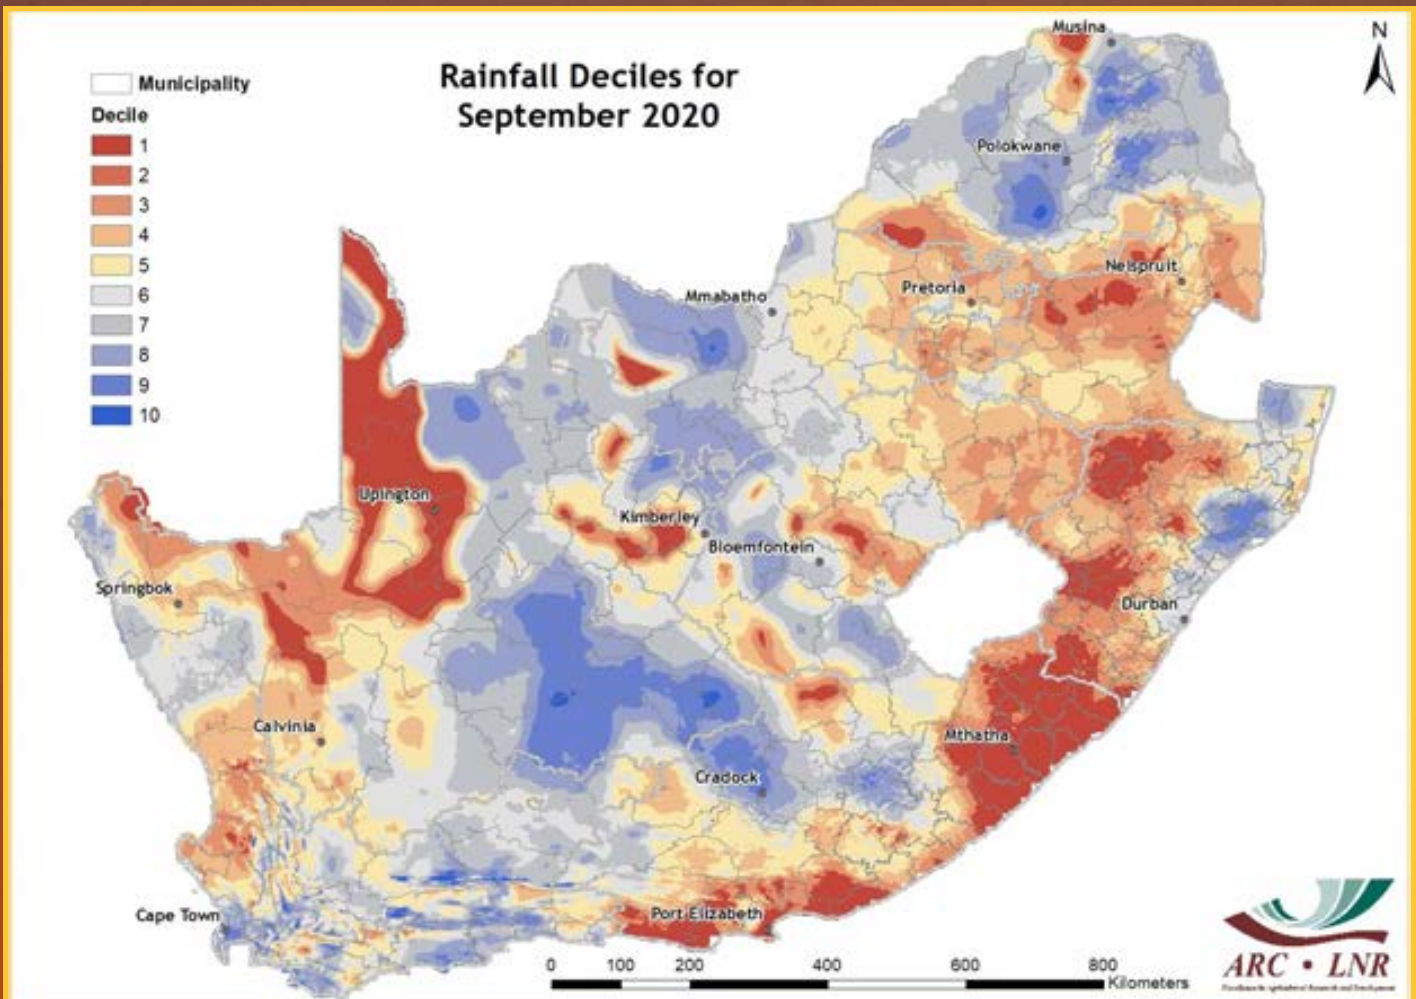 Rainfall Deciles for
September 2020
N
Municipality
Decile
1
2
3
4
5
6
7
8
9
10
Musina
Polokwane
Nelspruit
Pretoria
Mmabatho
Upington
Kimberley
Bloemfontein
Springbok
Durban
Calvinia
Mthatha
Cradock
Cape Town
Port Elizabeth
0 100 200 400 600 800
Kilometers
ARC • LNR